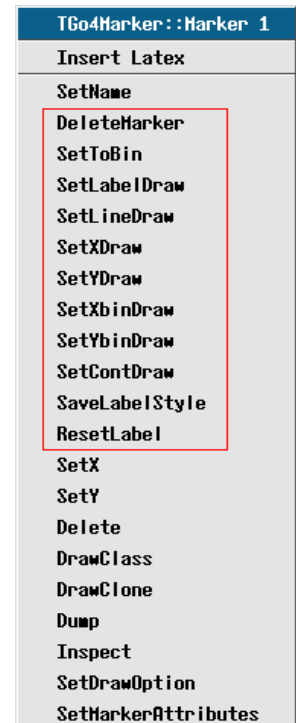 TGo4Marker::Marker 1
Insert Latex
SetName
DeleteMarker
SetToBin
SetLabelDraw
SetLineDraw
SetXDraw
SetYDraw
SetXbinDraw
SetYbinDraw
SetContDraw
SaveLabelStyle
ResetLabel
SetX
SetY
Delete
DrawClass
DrawClone
Dump
Inspect
SetDrawOption
SetMarkerAttributes